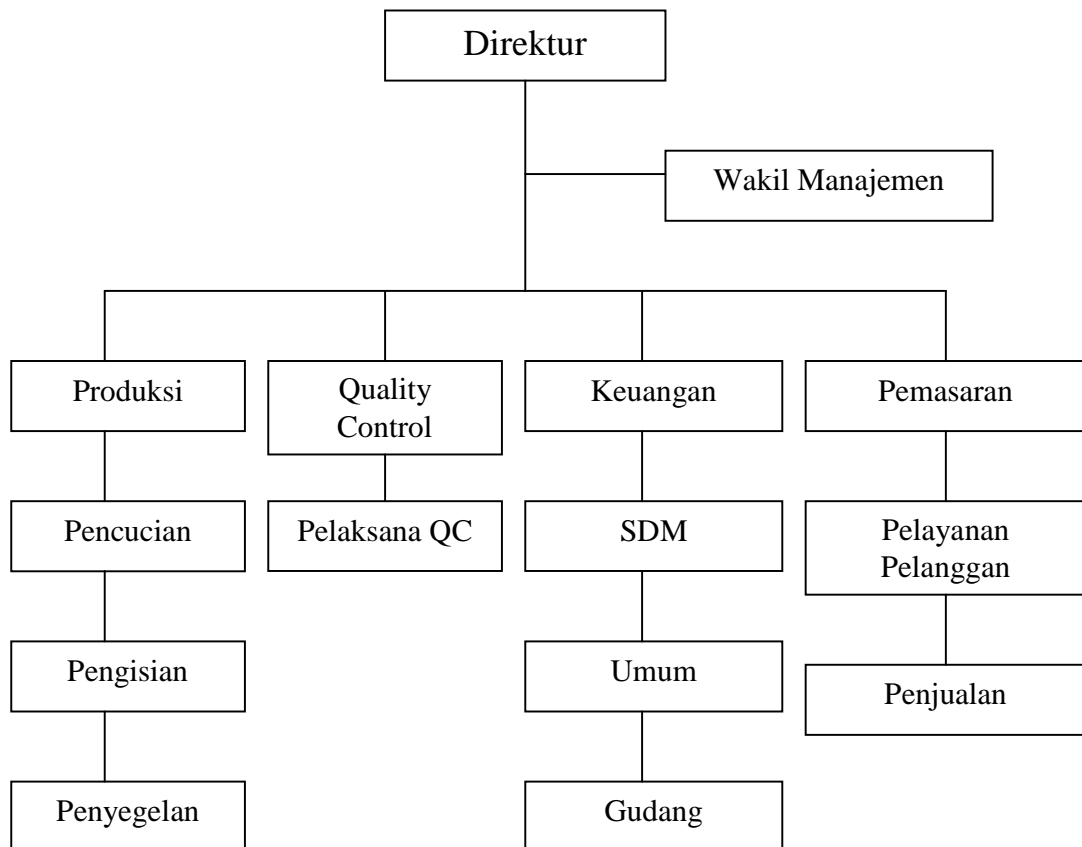 Direktur
Wakil Manajemen
Produksi
Quality
Control
Keuangan
Pemasaran
Pencucian
Pelaksana QC
SDM
Pelayanan
Pelanggan
Pengisian
Umum
Penjualan
Penyegelan
Gudang